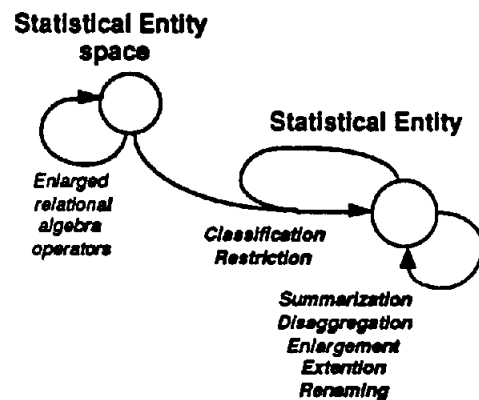 Statistical Entity
space
Statistical Entity
Enlarged
relational
algebra
operators
Classification
Restriction
Summarization
Disaggregation
Enlargement
Extention
Renaming